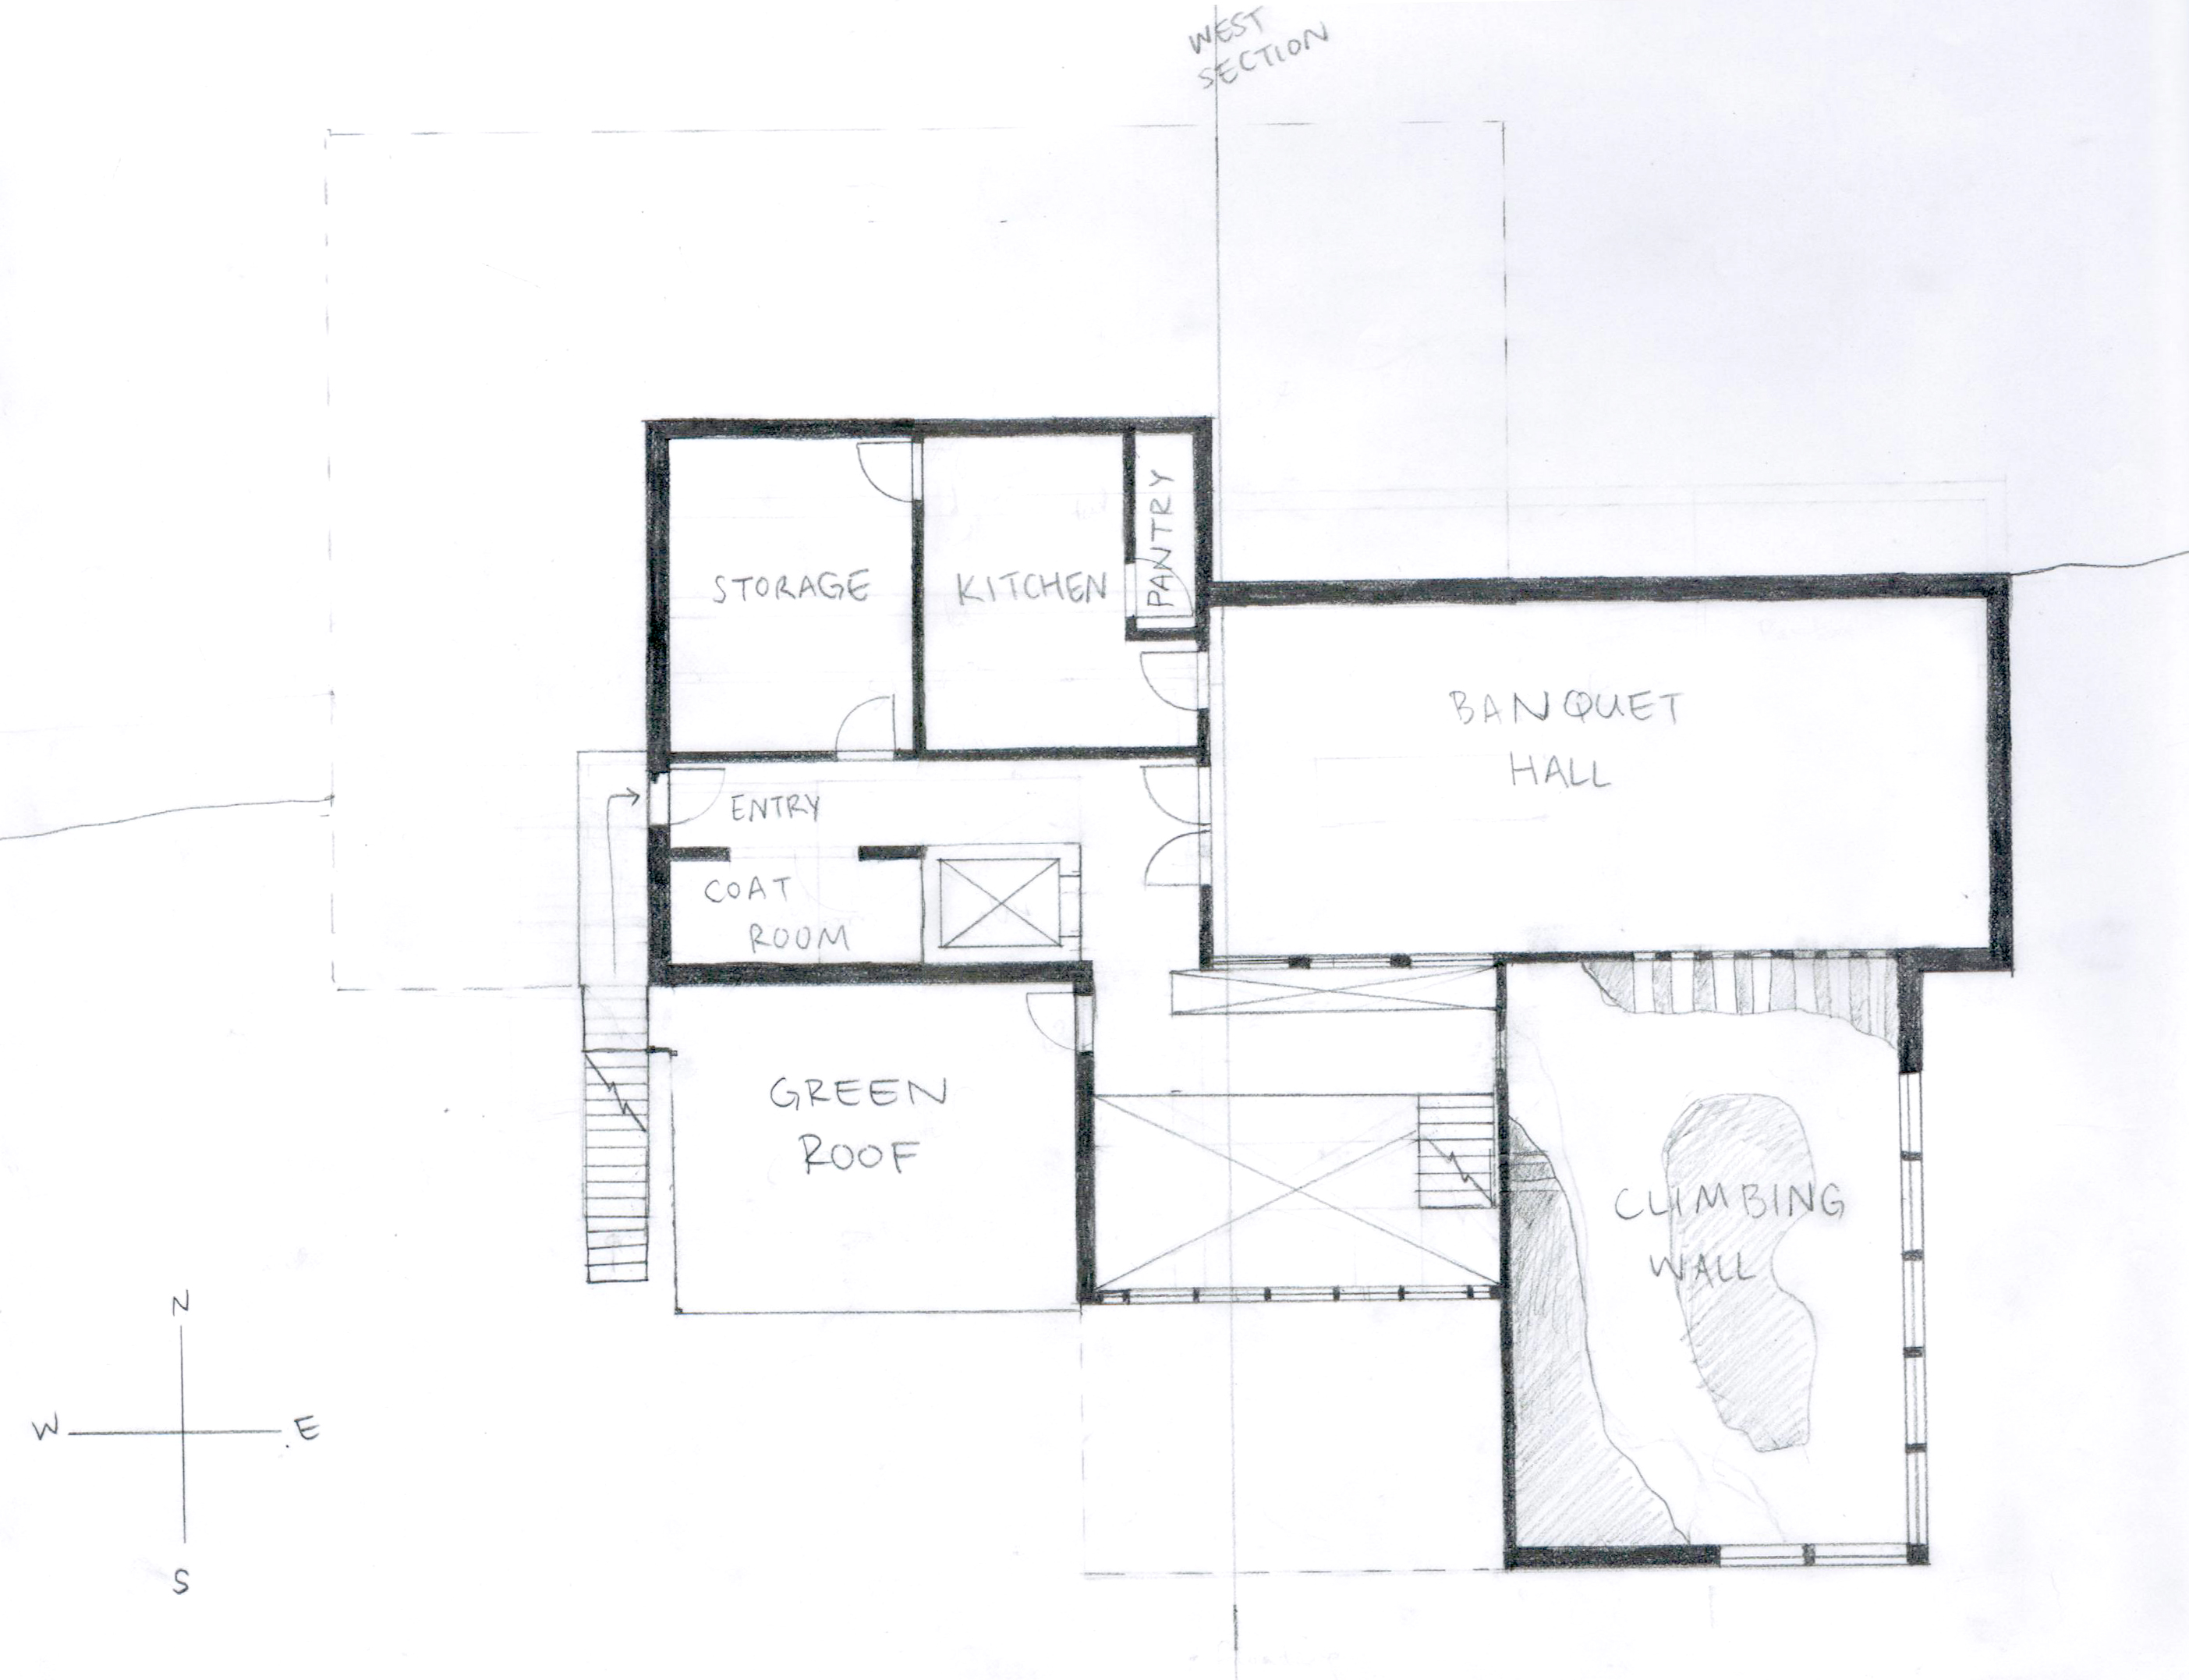 WEST
SECTION
PANTRY
STORAGE
KITCHEN
BANQUET
HALL
ENTRY
COAT
ROOM
GREEN
ROOF
CLIMBING
WALL
N
W
E
S